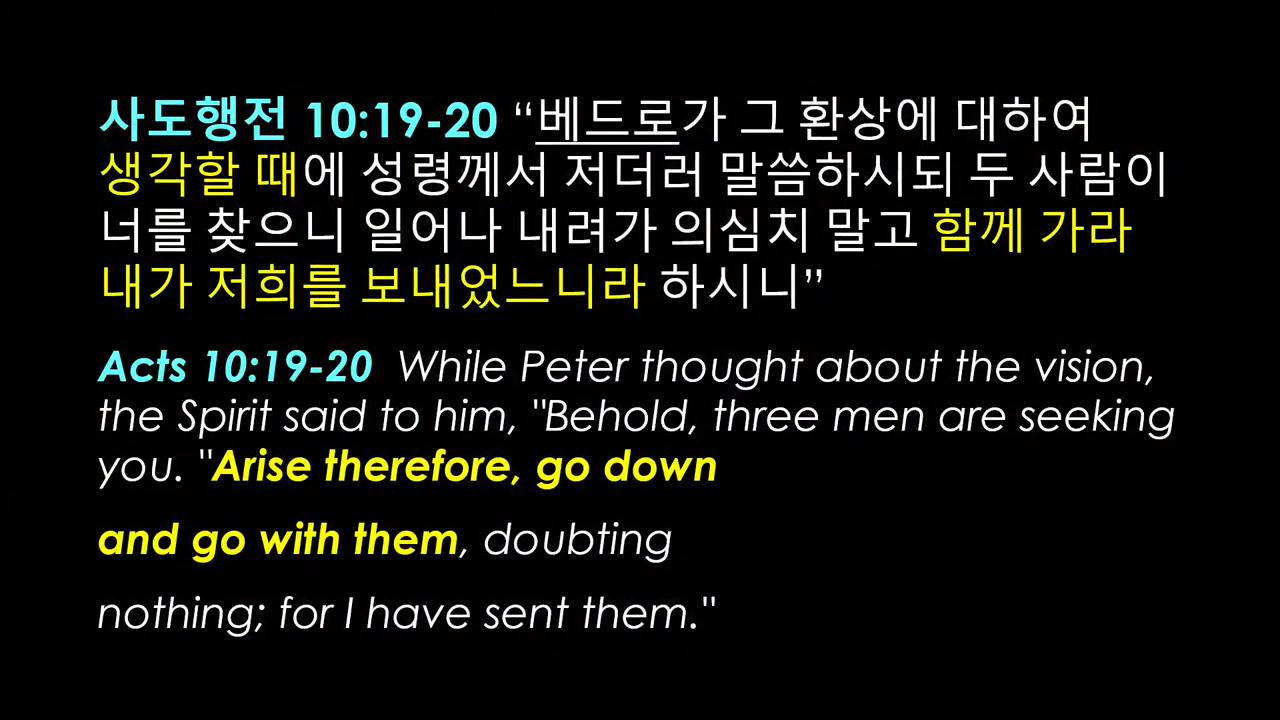 사도행전 10:19-20 “베드로가 그 환상에 대하여
생각할 때에 성령께서 저더러 말씀하시되 두 사람이
너를 찾으니 일어나 내려가 의심치 말고 함께 가라
내가 저희를 보내었느니라 하시니”
Acts 10:19-20 While Peter thought about the vision,
the Spirit said to him, "Behold, three men are seeking
you. "Arise therefore, go down
and go with them, doubting
nothing; for I have sent them."